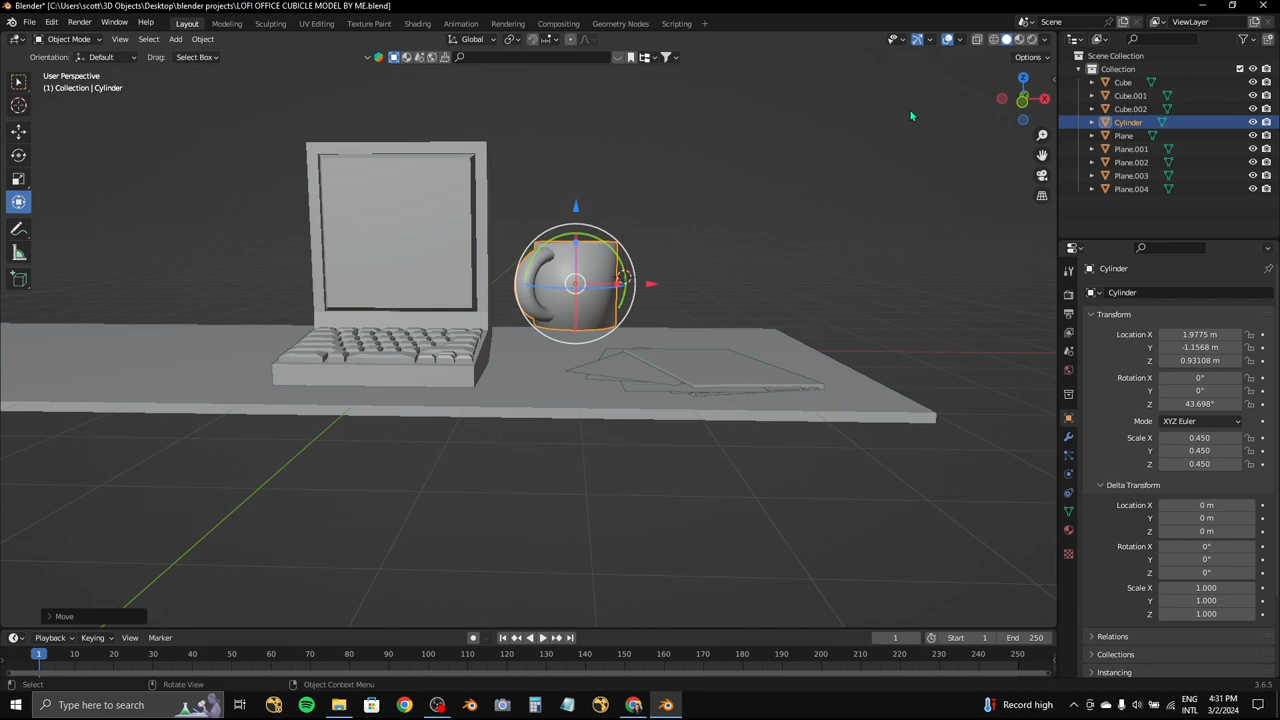 Blender* [C:\Users\scott\3D Objects\Desktop\blender projects\LOFI OFFICE CUBICLE MODEL BY ME.blend]
File Edit Render Window Help Layout Modeling Sculpting UV Editing Texture Paint Shading Animation Rendering Compositing Geometry Nodes Scripting Scene ViewLayer
Object Mode View Select Add Object Global
Orientation: Default Drag: Select Box Options
User Perspective
(1) Collection | Cylinder
X
Scene Collection
Collection
Cube
Cube.001
Cube.002
Cylinder
Plane
Plane.001
Plane.002
Plane.003
Plane.004
Cylinder
Cylinder
Transform
Location X 1.9775 m
Y -1.1568 m
Z 0.93108 m
Rotation X 0°
Y 0°
Z 43.698°
Mode XYZ Euler
Scale X 0.450
Y 0.450
Z 0.450
Delta Transform
Location X 0 m
Y 0 m
Z 0 m
Rotation X 0°
Y 0°
Z 0°
Scale X 1.000
Y 1.000
Z 1.000
Relations
Collections
Instancing
Move
Playback Keying View Marker 1 Start 1 End 250
1 10 20 30 40 50 60 70 80 90 100 110 120 130 140 150 160 170 180 190 200 210 220 230 240 250
Select Rotate View Object Context Menu 3.6.5
Type here to search Record high ENG INTL 4:31 PM 3/2/2024